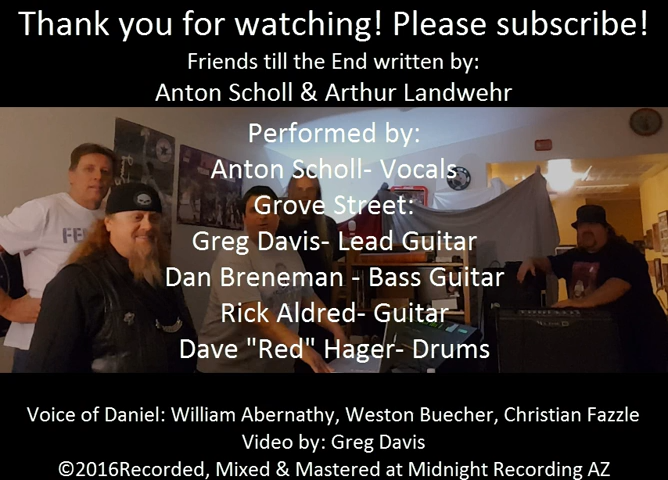 Thank you for watching! Please subscribe!
Friends till the End written by:
Anton Scholl & Arthur Landwehr
Performed by:
Anton Scholl- Vocals
Grove Street:
Greg Davis- Lead Guitar
Dan Breneman - Bass Guitar
Rick Aldred- Guitar
Dave "Red" Hager- Drums
Voice of Daniel: William Abernathy, Weston Buecher, Christian Fazzle
Video by: Greg Davis
©2016Recorded, Mixed & Mastered at Midnight Recording AZ